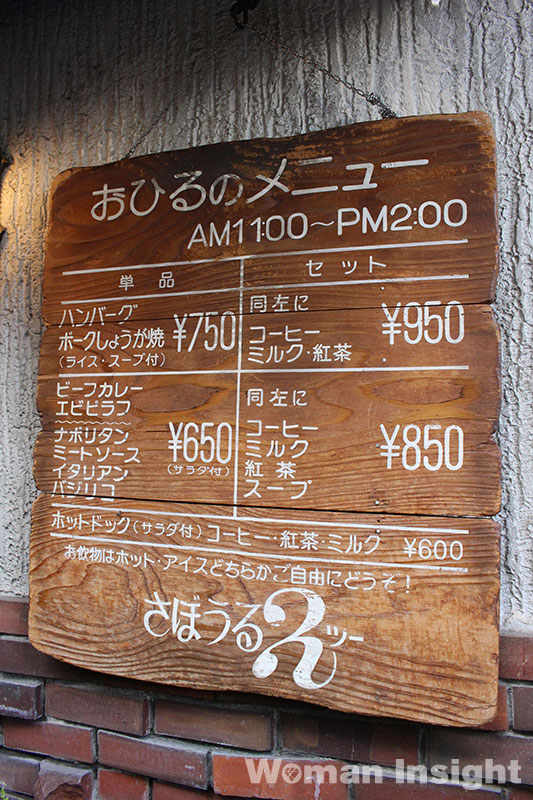 おひるのメニュー
AM11:00～PM2:00
単品 セット
ハンバーグ
ポークしょうが焼
(ライス・スープ付)
¥750
同左に
コーヒー
ミルク・紅茶
¥950
ビーフカレー
エビピラフ
ナポリタン
ミートソース
イタリアン
バジリコ
¥650
(サラダ付)
同左に
コーヒー
ミルク
紅茶
スープ
¥850
ホットドック(サラダ付)コーヒー・紅茶・ミルク ¥600
お飲物はホット・アイスどちらかご自由にどうぞ!
さぼうる2ツー
Woman Insight